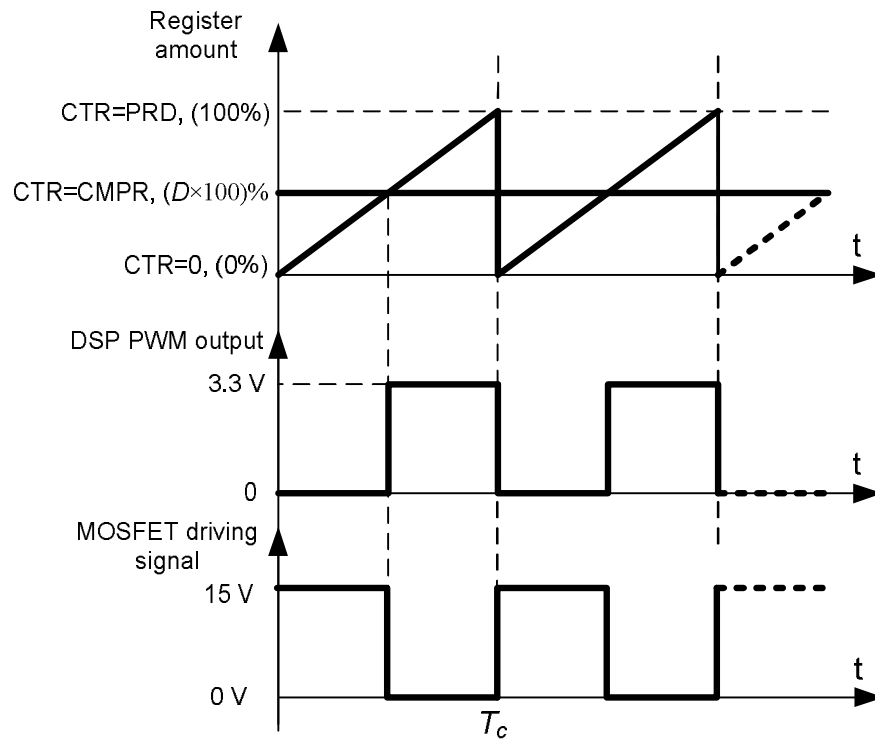 Register
amount
CTR=PRD, (100%)
CTR=CMPR, (D×100)%
CTR=0, (0%)
t
DSP PWM output
3.3 V
0
t
MOSFET driving
signal
15 V
0 V
t
Tc